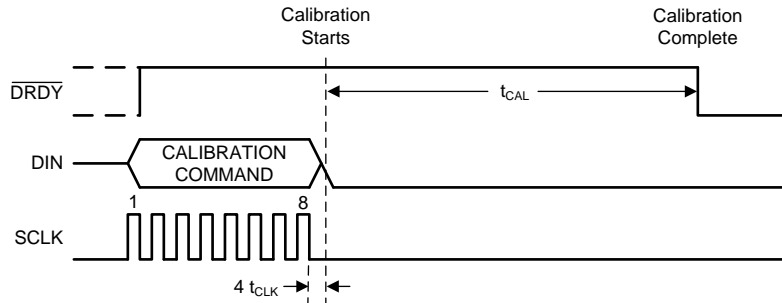 Calibration
Starts
Calibration
Complete
DRDY
tCAL
DIN
CALIBRATION
COMMAND
1
8
SCLK
4 tCLK